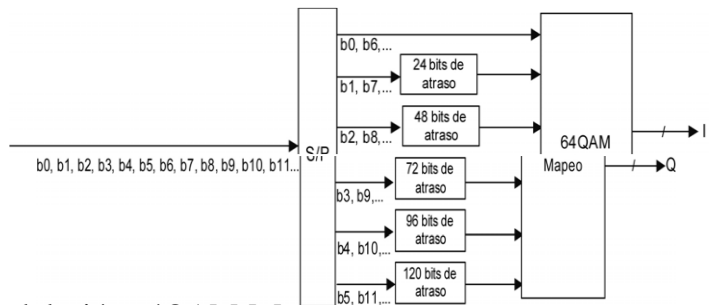 b0, b6,...
24 bits de
atraso
b1, b7,...
48 bits de
atraso
b2, b8,...
S/P
64QAM
Mapeo
I
Q
b0, b1, b2, b3, b4, b5, b6, b7, b8, b9, b10, b11...
72 bits de
atraso
b3, b9,...
96 bits de
atraso
b4, b10,...
120 bits de
atraso
b5, b11,...